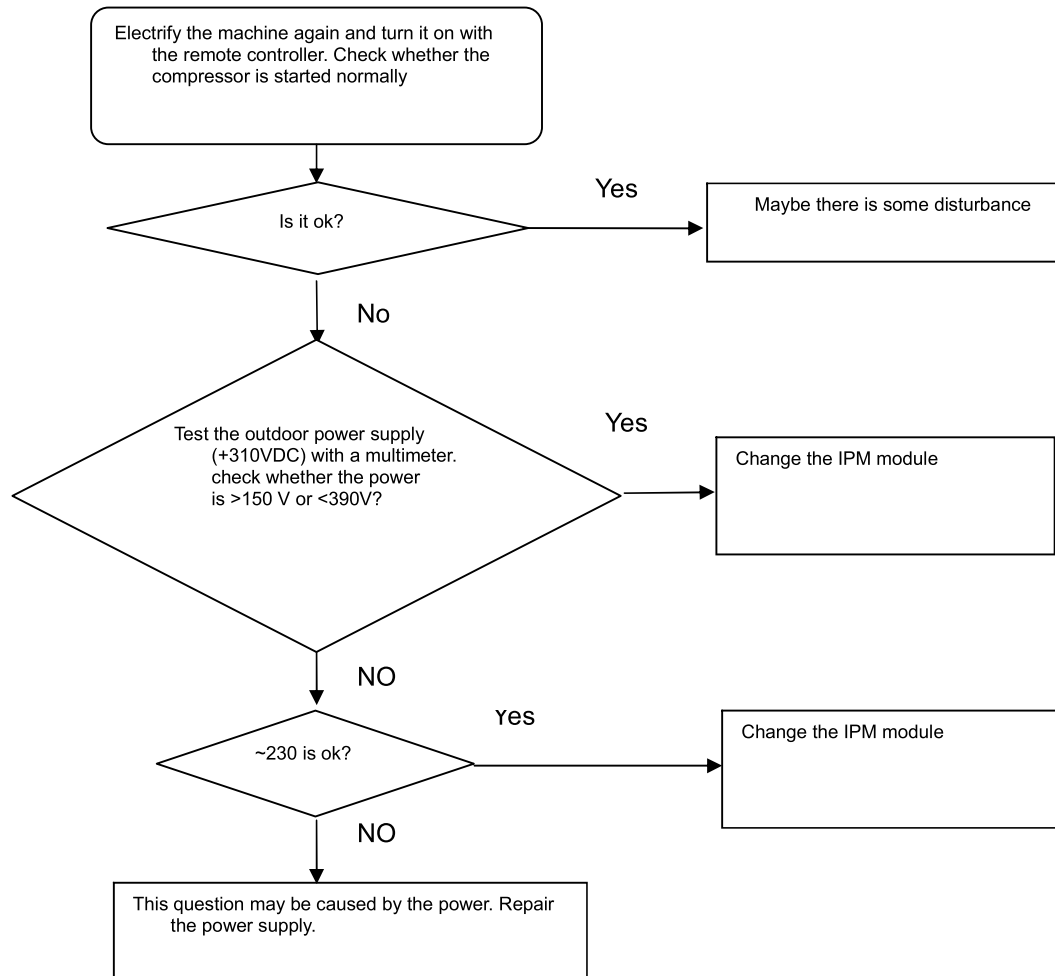 Electrify the machine again and turn it on with
the remote controller. Check whether the
compressor is started normally
Is it ok?
Yes
Maybe there is some disturbance
No
Test the outdoor power supply
(+310VDC) with a multimeter.
check whether the power
is >150 V or <390V?
Yes
Change the IPM module
NO
~230 is ok?
Yes
Change the IPM module
NO
This question may be caused by the power. Repair
the power supply.